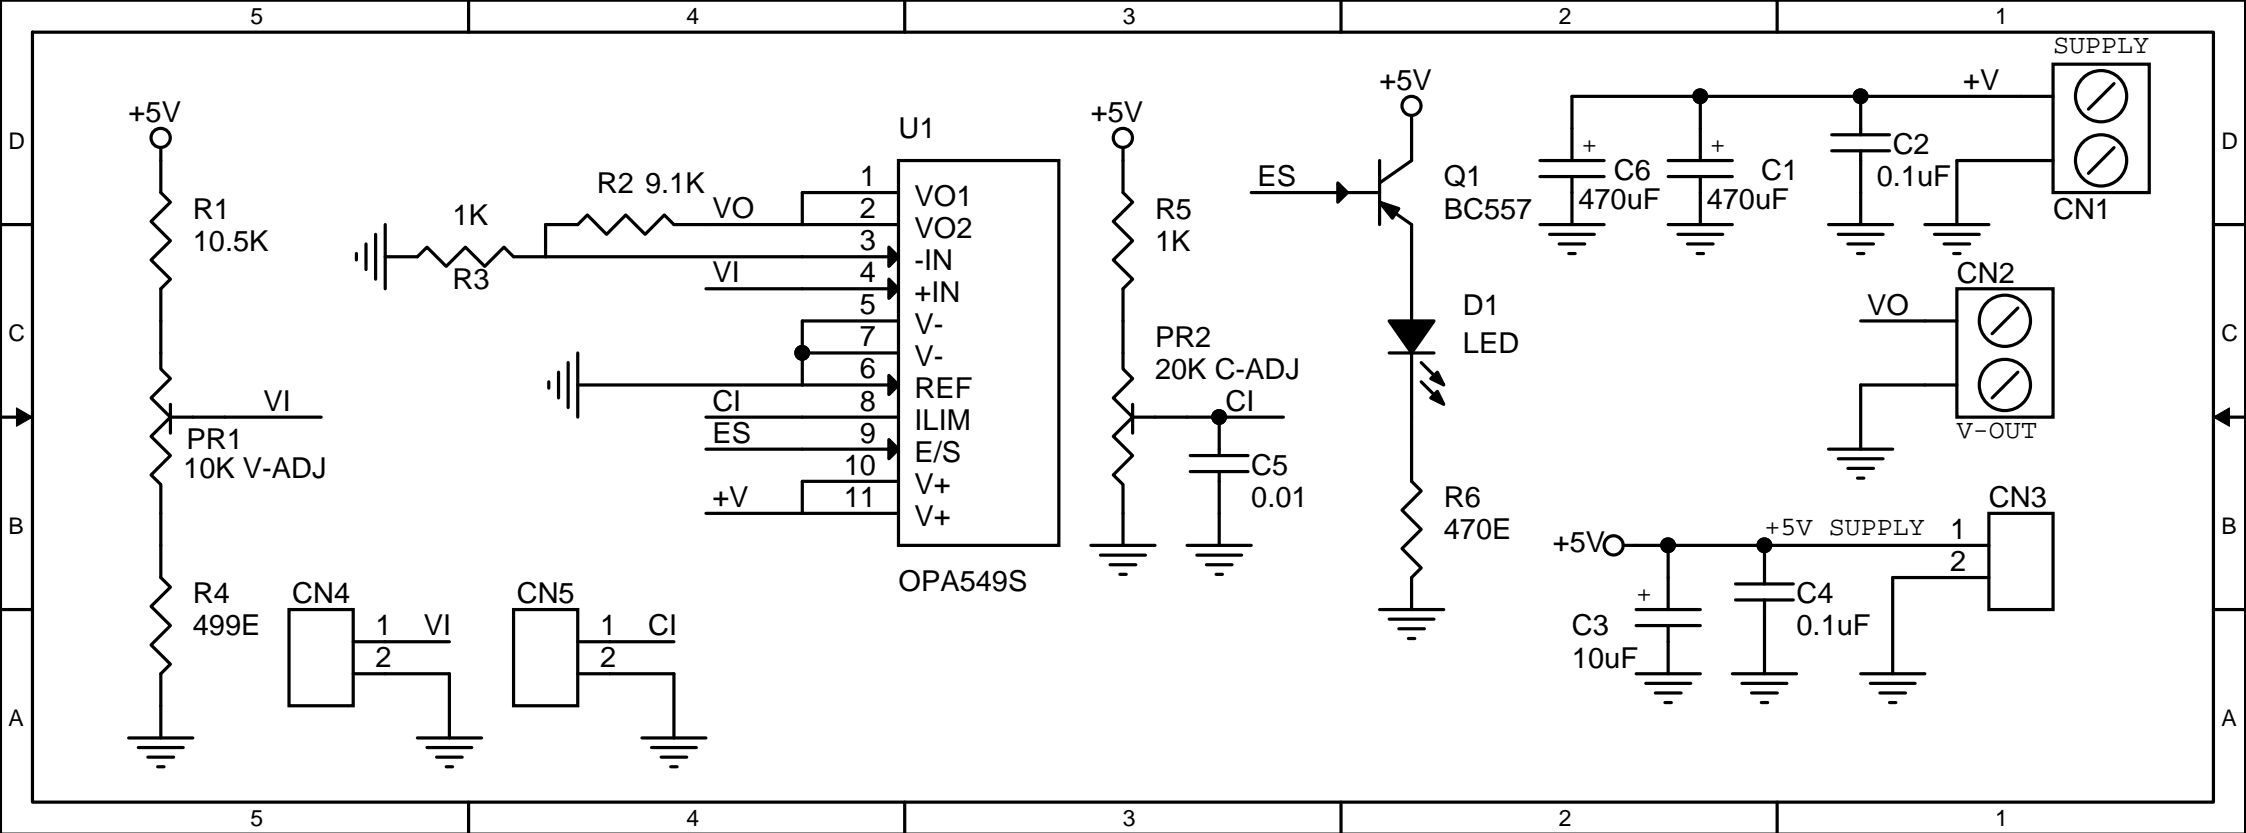 5 4 3 2 1
D
C
B
A
+5V
R1
10.5K
VI
PR1
10K V-ADJ
R4
499E
1K
R3
R2 9.1K
VO
VI
CI
ES
+V
U1
1 VO1
2 VO2
3 -IN
4 +IN
5 V-
7 V-
6 REF
8 ILIM
9 E/S
10 V+
11 V+
OPA549S
CN4
1 VI
2
CN5
1 CI
2
+5V
R5
1K
PR2
20K C-ADJ
CI
C5
0.01
+5V
ES
Q1
BC557
D1
LED
R6
470E
SUPPLY
+V
+
C6
470uF
+
C1
470uF
C2
0.1uF
CN1
CN2
VO
V-OUT
CN3
+5V
+5V SUPPLY
1
2
+
C3
10uF
C4
0.1uF
D
C
B
A
5 4 3 2 1